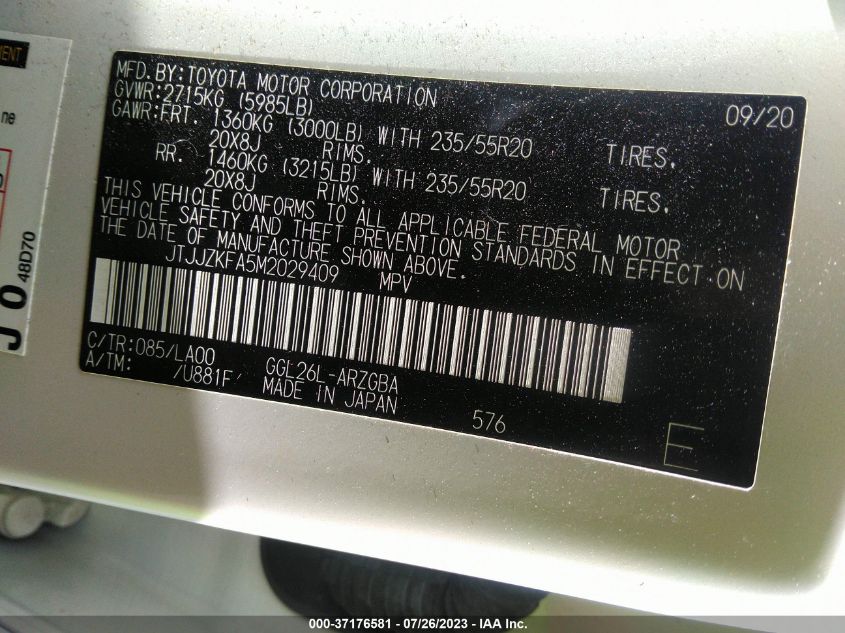 MENT
ne
48D70
J O
MFD. BY: TOYOTA MOTOR CORPORATION 09/20
GVWR: 2715KG (5985LB)
GAWR: FRT. 1360KG (3000LB) WITH 235/55R20 TIRES,
20X8J RIMS.
RR. 1460KG (3215LB) WITH 235/55R20 TIRES,
20X8J RIMS.
THIS VEHICLE CONFORMS TO ALL APPLICABLE FEDERAL MOTOR
VEHICLE SAFETY AND THEFT PREVENTION STANDARDS IN EFFECT ON
THE DATE OF MANUFACTURE SHOWN ABOVE.
JTJJZKFA5M2029409 MPV
C/TR: 085/LA00 GGL26L-ARZGBA
A/TM: /U881F/ MADE IN JAPAN
576
E
000-37176581 / 07/26/2023 / IAA Inc.